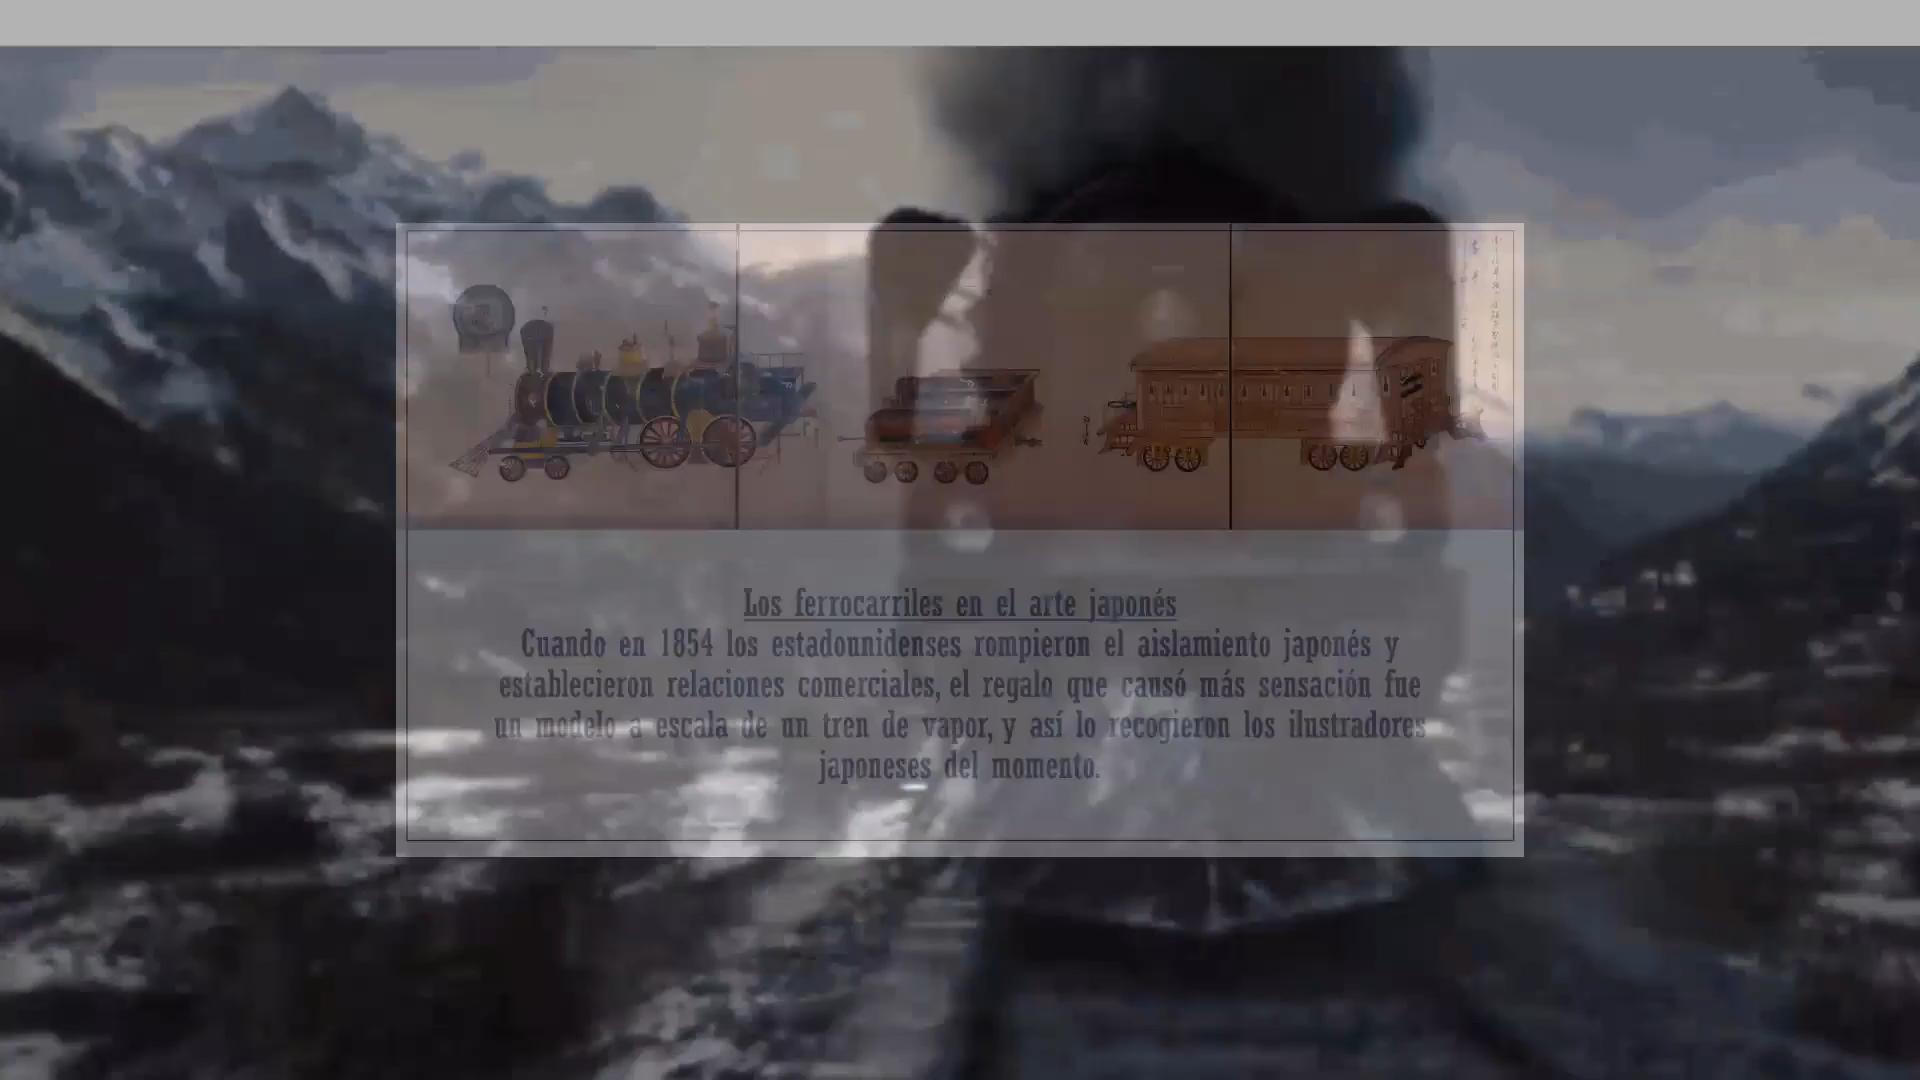 Los ferrocarriles en el arte japonés
Cuando en 1854 los estadounidenses rompieron el aislamiento japonés y
establecieron relaciones comerciales, el regalo que causó más sensación fue
un modelo a escala de un tren de vapor, y así lo recogieron los ilustradores
japoneses del momento.